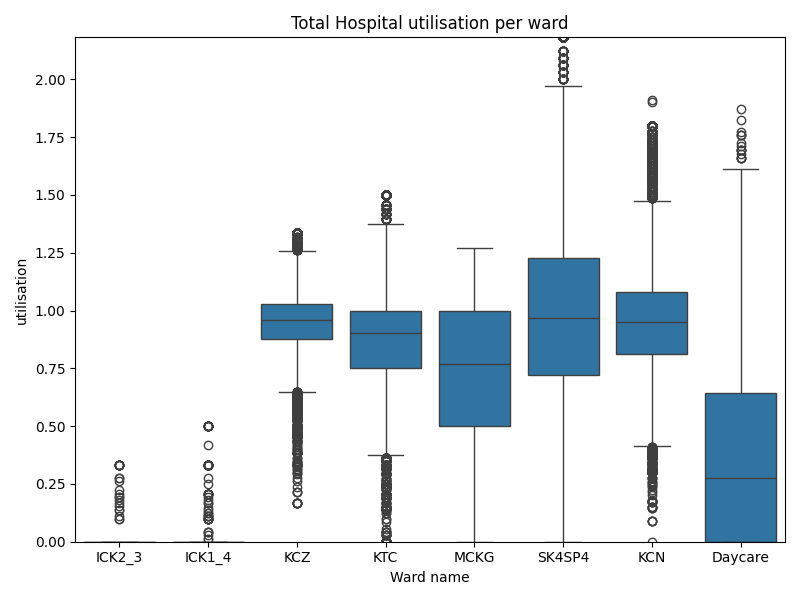 Total Hospital utilisation per ward
utilisation
2.00
1.75
1.50
1.25
1.00
0.75
0.50
0.25
0.00
ICK2_3 ICK1_4 KCZ KTC MCKG SK4SP4 KCN Daycare
Ward name